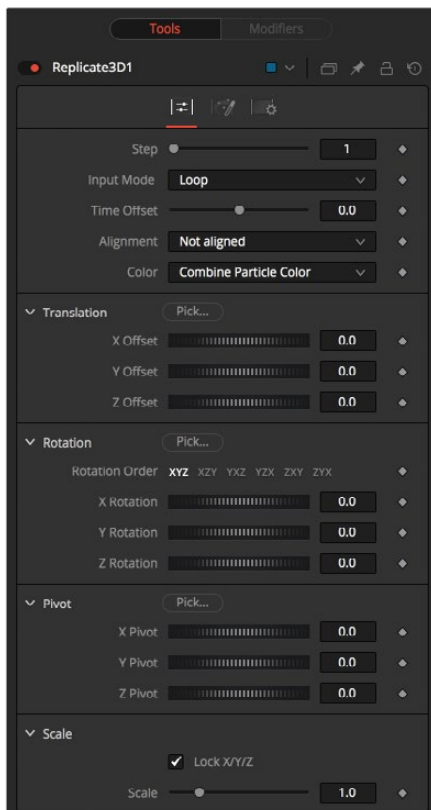 Tools Modifiers
Replicate3D1
Step 1
Input Mode Loop
Time Offset 0.0
Alignment Not aligned
Color Combine Particle Color
Translation Pick...
X Offset 0.0
Y Offset 0.0
Z Offset 0.0
Rotation Pick...
Rotation Order XYZ XZY YXZ YZX ZXY ZYX
X Rotation 0.0
Y Rotation 0.0
Z Rotation 0.0
Pivot Pick...
X Pivot 0.0
Y Pivot 0.0
Z Pivot 0.0
Scale
Lock X/Y/Z
Scale 1.0